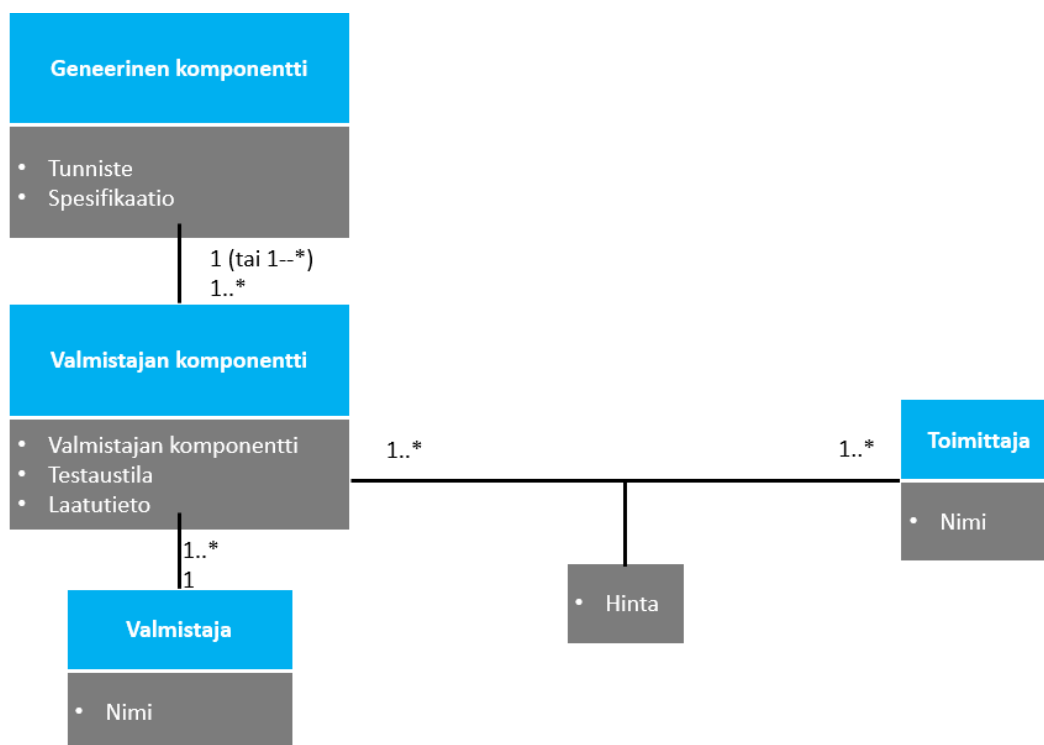 Geneerinen komponentti
• Tunniste
• Spesifikaatio
1 (tai 1--*)
1..*
Valmistajan komponentti
• Valmistajan komponentti
• Testaustila
• Laatutieto
1..*
1..*
Toimittaja
• Nimi
• Hinta
1..*
1
Valmistaja
• Nimi